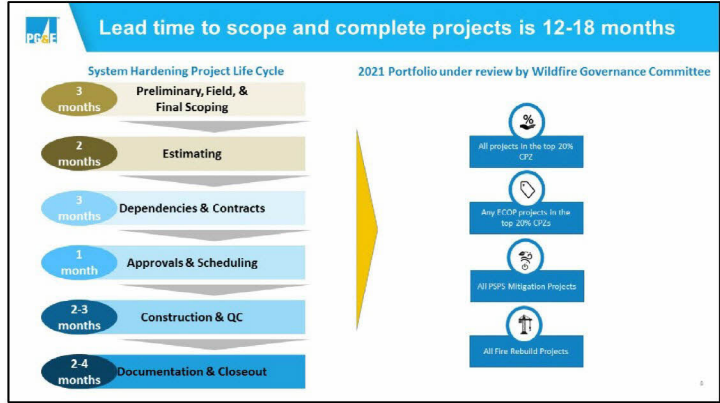 PG&E
Lead time to scope and complete projects is 12-18 months
System Hardening Project Life Cycle
3
months
Preliminary, Field, &
Final Scoping
2
months
Estimating
3
months
Dependencies & Contracts
1
month
Approvals & Scheduling
2-3
months
Construction & QC
2-4
months
Documentation & Closeout
2021 Portfolio under review by Wildfire Governance Committee
%
All projects in the top 20%
CPZ
Any ECOP projects in the
top 20% CPZs
All PSPS Mitigation Projects
All Fire Rebuild Projects